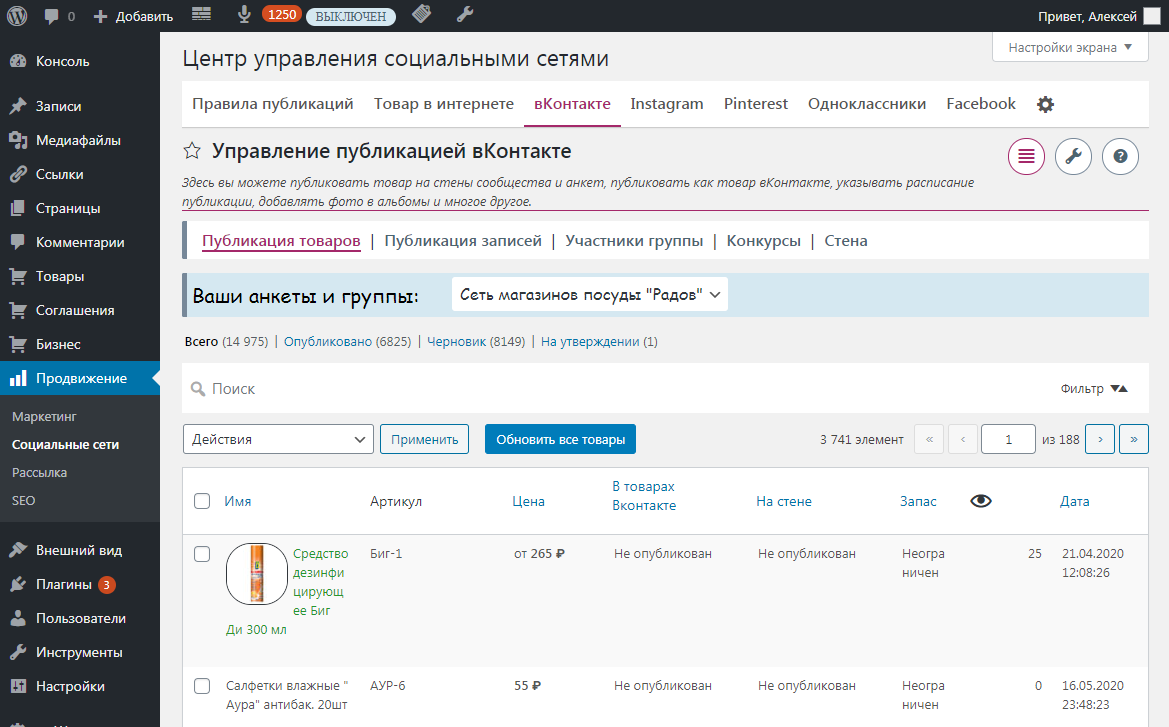 0 Добавить 1250 ВЫКЛЮЧЕН Привет, Алексей
Настройки экрана
Консоль
Записи
Медиафайлы
Ссылки
Страницы
Комментарии
Товары
Соглашения
Бизнес
Продвижение
Маркетинг
Социальные сети
Рассылка
SEO
Внешний вид
Плагины 3
Пользователи
Инструменты
Настройки
Центр управления социальными сетями
Правила публикаций Товар в интернете вКонтакте Instagram Pinterest Одноклассники Facebook
Управление публикацией вКонтакте
Здесь вы можете публиковать товар на стены сообщества и анкет, публиковать как товар вКонтакте, указывать расписание
публикации, добавлять фото в альбомы и многое другое.
Публикация товаров | Публикация записей | Участники группы | Конкурсы | Стена
Ваши анкеты и группы: Сеть магазинов посуды "Радов"
Всего (14 975) | Опубликовано (6825) | Черновик (8149) | На утверждении (1)
Поиск Фильтр
Действия Применить Обновить все товары 3 741 элемент « ‹ 1 из 188 › »
Имя Артикул Цена В товарах Вконтакте На стене Запас Дата
Средство дезинфицирующее Биг Ди 300 мл Биг-1 от 265 ₽ Не опубликован Не опубликован Неограничен 25 21.04.2020 12:08:26
Салфетки влажные " Аура" антибак. 20шт АУР-6 55 ₽ Не опубликован Не опубликован Неограничен 0 16.05.2020 23:48:23